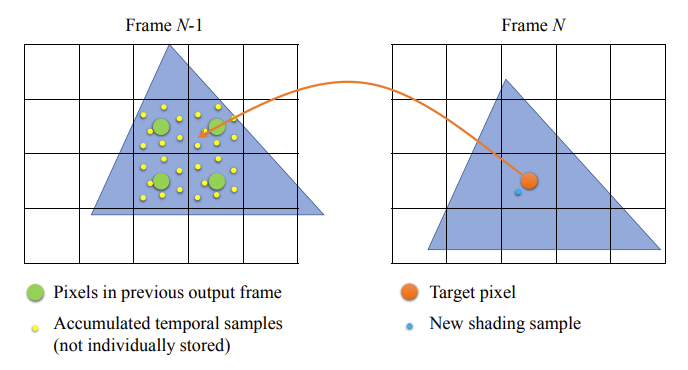 Frame N-1
Frame N
Pixels in previous output frame
Target pixel
Accumulated temporal samples
(not individually stored)
New shading sample